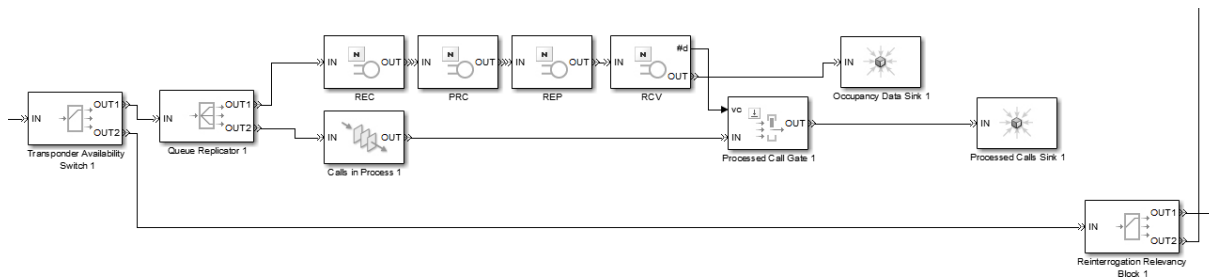 IN
OUT1
OUT2
Transponder Availability
Switch 1
IN
OUT1
OUT2
Queue Replicator 1
N
IN
OUT
REC
N
IN
OUT
PRC
N
IN
OUT
REP
N
IN
#d
OUT
RCV
IN
Occupancy Data Sink 1
IN
OUT
Calls in Process 1
vc
IN
OUT
Processed Call Gate 1
IN
Processed Calls Sink 1
IN
OUT1
OUT2
Reinterrogation Relevancy
Block 1